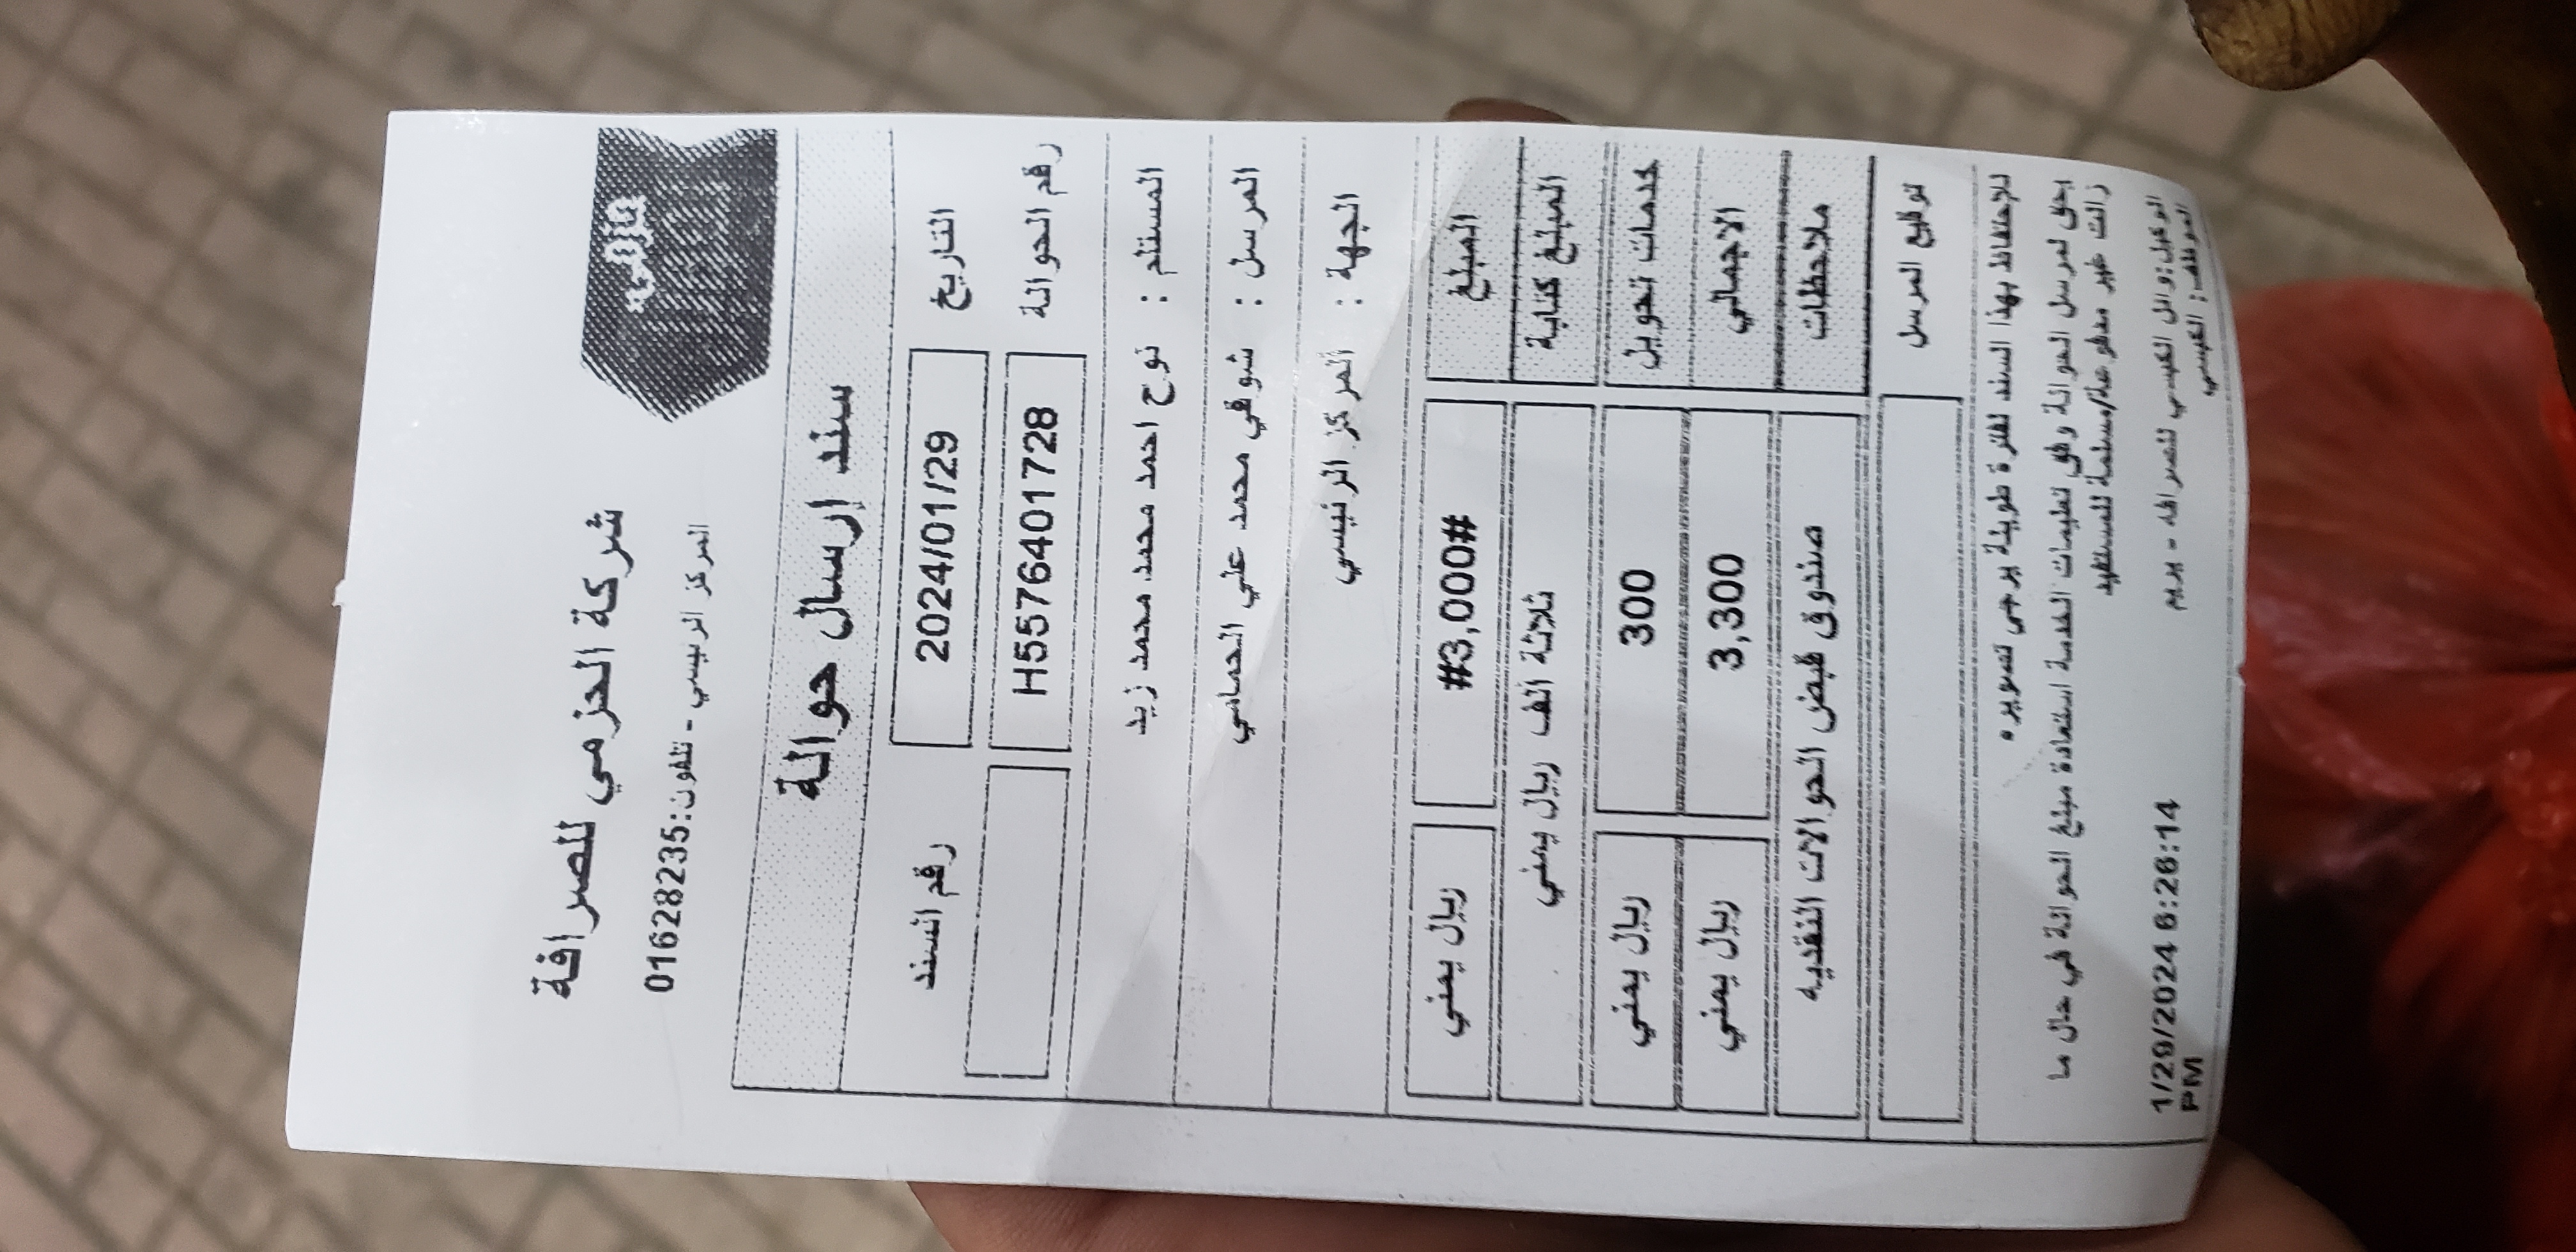 حزمي
شركة الحزمي للصرافة
المركز الرئيسي - تلفون:01628235
سند إرسال حوالة
التاريخ 2024/01/29 رقم السند
رقم الحوالة H5576401728
المستلم : نوح احمد محمد محمد زيد
المرسل : شوقي محمد علي الحمامي
الجهة : المركز الرئيسي
المبلغ #3,000# ريال يمني
المبلغ كتابة ثلاثة الف ريال يمني
خدمات تحويل 300 ريال يمني
الاجمالي 3,300 ريال يمني
ملاحظات صندوق قبض الحوالات النقديه
توقيع المرسل
للإحتفاظ بهذا السند لفترة طويلة يرجى تصويره
يحق لمرسل الحوالة وفق تعليمات الخدمة استعادة مبلغ الحوالة في حال ما
زالت غير مدفوعة/مسلمة للمستفيد
الوكيل:وائل الكبسي للصرافه - يريم 1/29/2024 6:26:14
الموظف: الكبسي PM